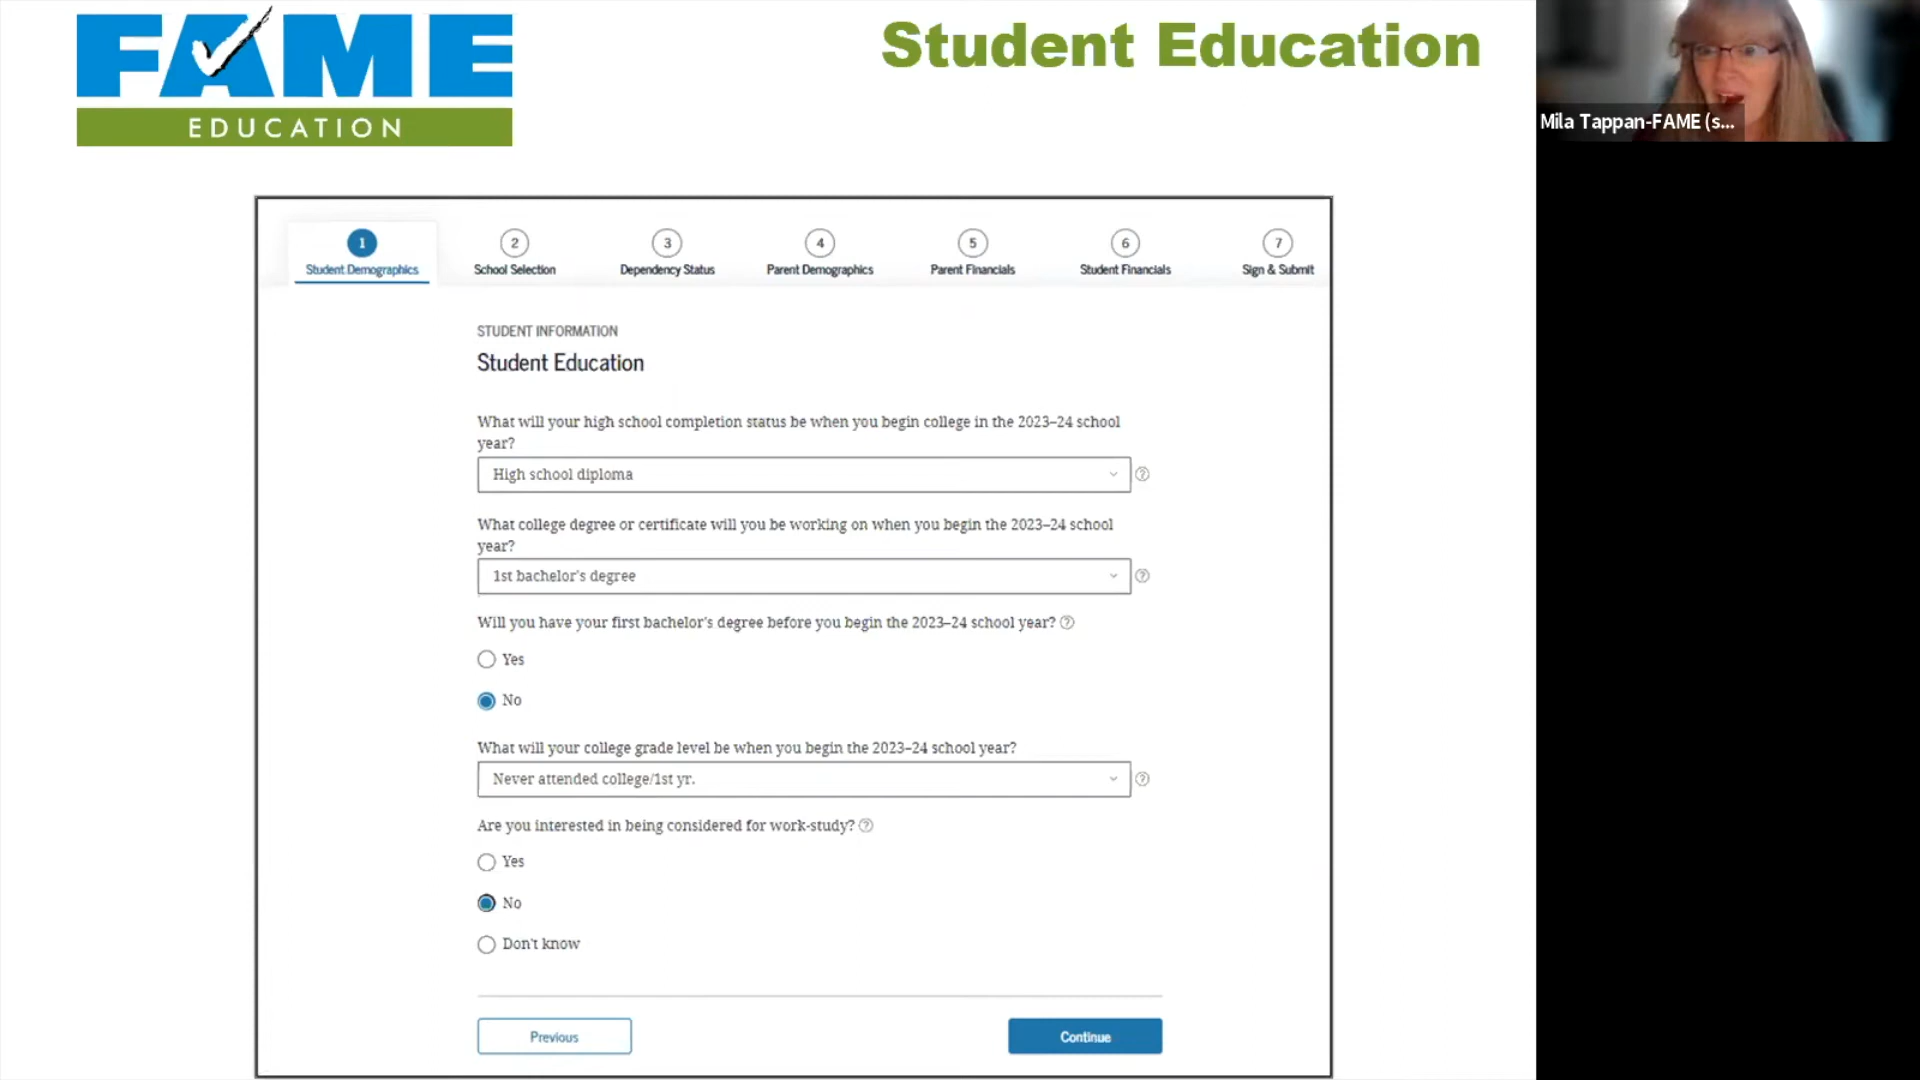 FAME
EDUCATION
Student Education
Mila Tappan-FAME (s...
1
2
3
4
5
6
7
Student Demographics
School Selection
Dependency Status
Parent Demographics
Parent Financials
Student Financials
Sign & Submit
STUDENT INFORMATION
Student Education
What will your high school completion status be when you begin college in the 2023–24 school
year?
High school diploma
?
What college degree or certificate will you be working on when you begin the 2023–24 school
year?
1st bachelor's degree
?
Will you have your first bachelor's degree before you begin the 2023–24 school year? ?
Yes
No
What will your college grade level be when you begin the 2023–24 school year?
Never attended college/1st yr.
?
Are you interested in being considered for work-study? ?
Yes
No
Don't know
Previous
Continue